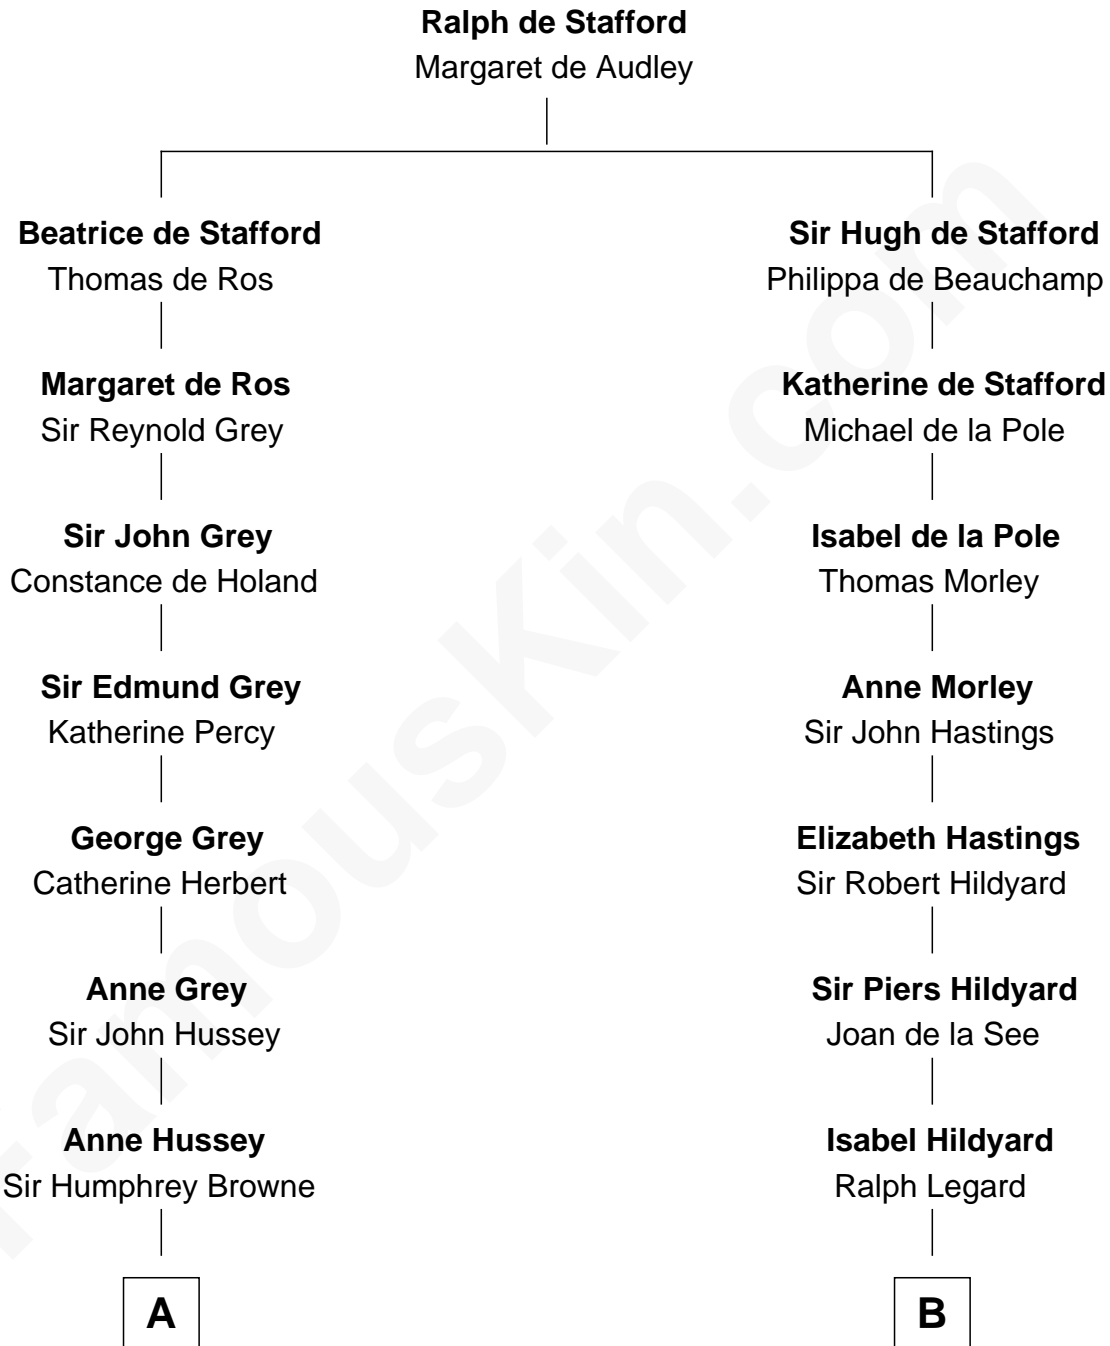 Ralph de Stafford
Margaret de Audley
Beatrice de Stafford
Thomas de Ros
Sir Hugh de Stafford
Philippa de Beauchamp
Margaret de Ros
Sir Reynold Grey
Katherine de Stafford
Michael de la Pole
Sir John Grey
Constance de Holand
Isabel de la Pole
Thomas Morley
Sir Edmund Grey
Katherine Percy
Anne Morley
Sir John Hastings
George Grey
Catherine Herbert
Elizabeth Hastings
Sir Robert Hildyard
Anne Grey
Sir John Hussey
Sir Piers Hildyard
Joan de la See
Anne Hussey
Sir Humphrey Browne
Isabel Hildyard
Ralph Legard
A
B
FamousKin.com